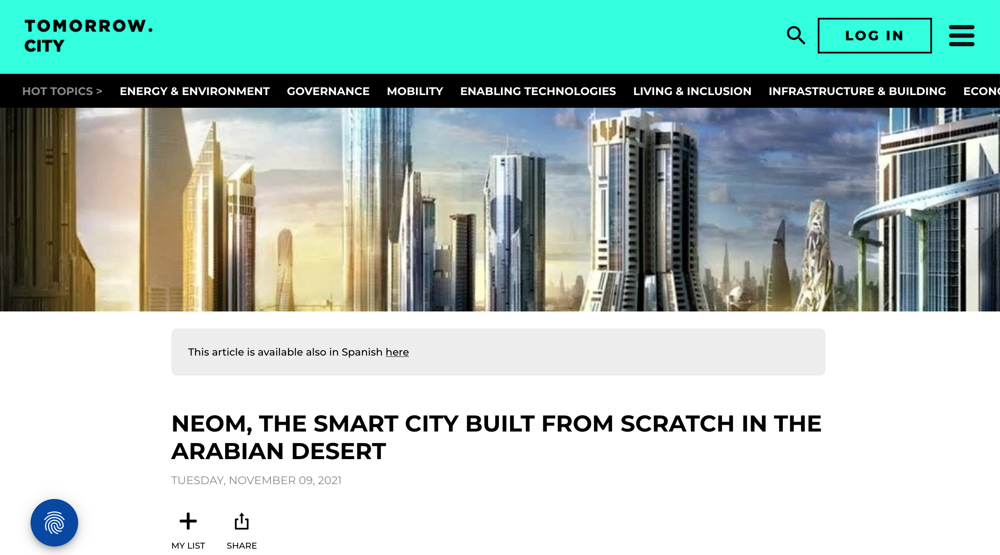 TOMORROW.
CITY
LOG IN
HOT TOPICS > ENERGY & ENVIRONMENT GOVERNANCE MOBILITY ENABLING TECHNOLOGIES LIVING & INCLUSION INFRASTRUCTURE & BUILDING
This article is available also in Spanish here
NEOM, THE SMART CITY BUILT FROM SCRATCH IN THE
ARABIAN DESERT
TUESDAY, NOVEMBER 09, 2021
MY LIST SHARE